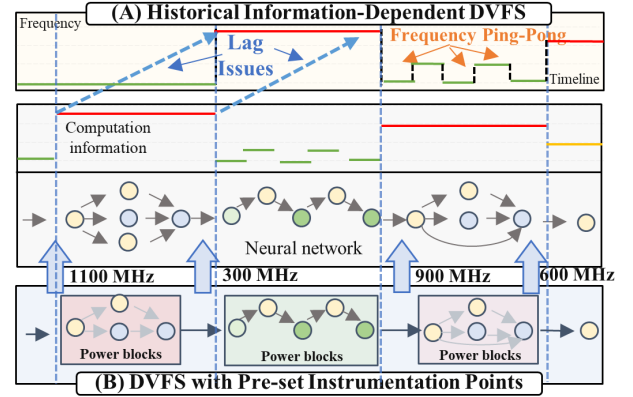 (A) Historical Information-Dependent DVFS
Frequency
Lag
Issues
Frequency Ping-Pong
Timeline
Computation
information
Neural network
1100 MHz
300 MHz
900 MHz
600 MHz
Power blocks
Power blocks
Power blocks
(B) DVFS with Pre-set Instrumentation Points